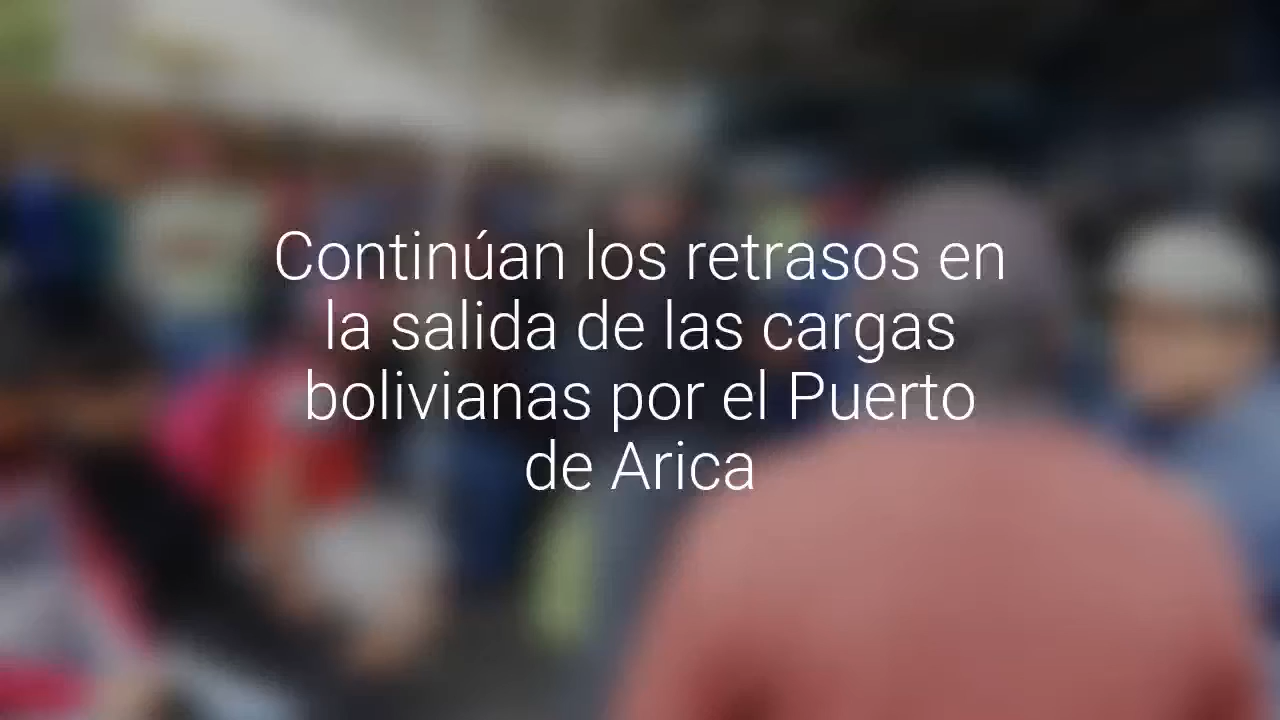 Continúan los retrasos en
la salida de las cargas
bolivianas por el Puerto
de Arica